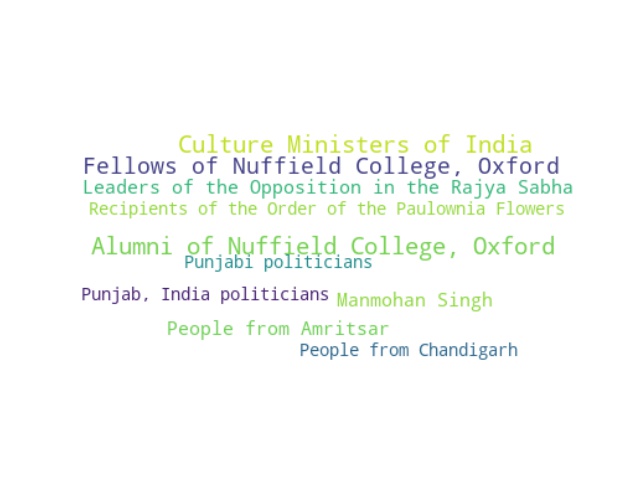 Culture Ministers of India
Fellows of Nuffield College, Oxford
Leaders of the Opposition in the Rajya Sabha
Recipients of the Order of the Paulownia Flowers
Alumni of Nuffield College, Oxford
Punjabi politicians
Punjab, India politicians
Manmohan Singh
People from Amritsar
People from Chandigarh